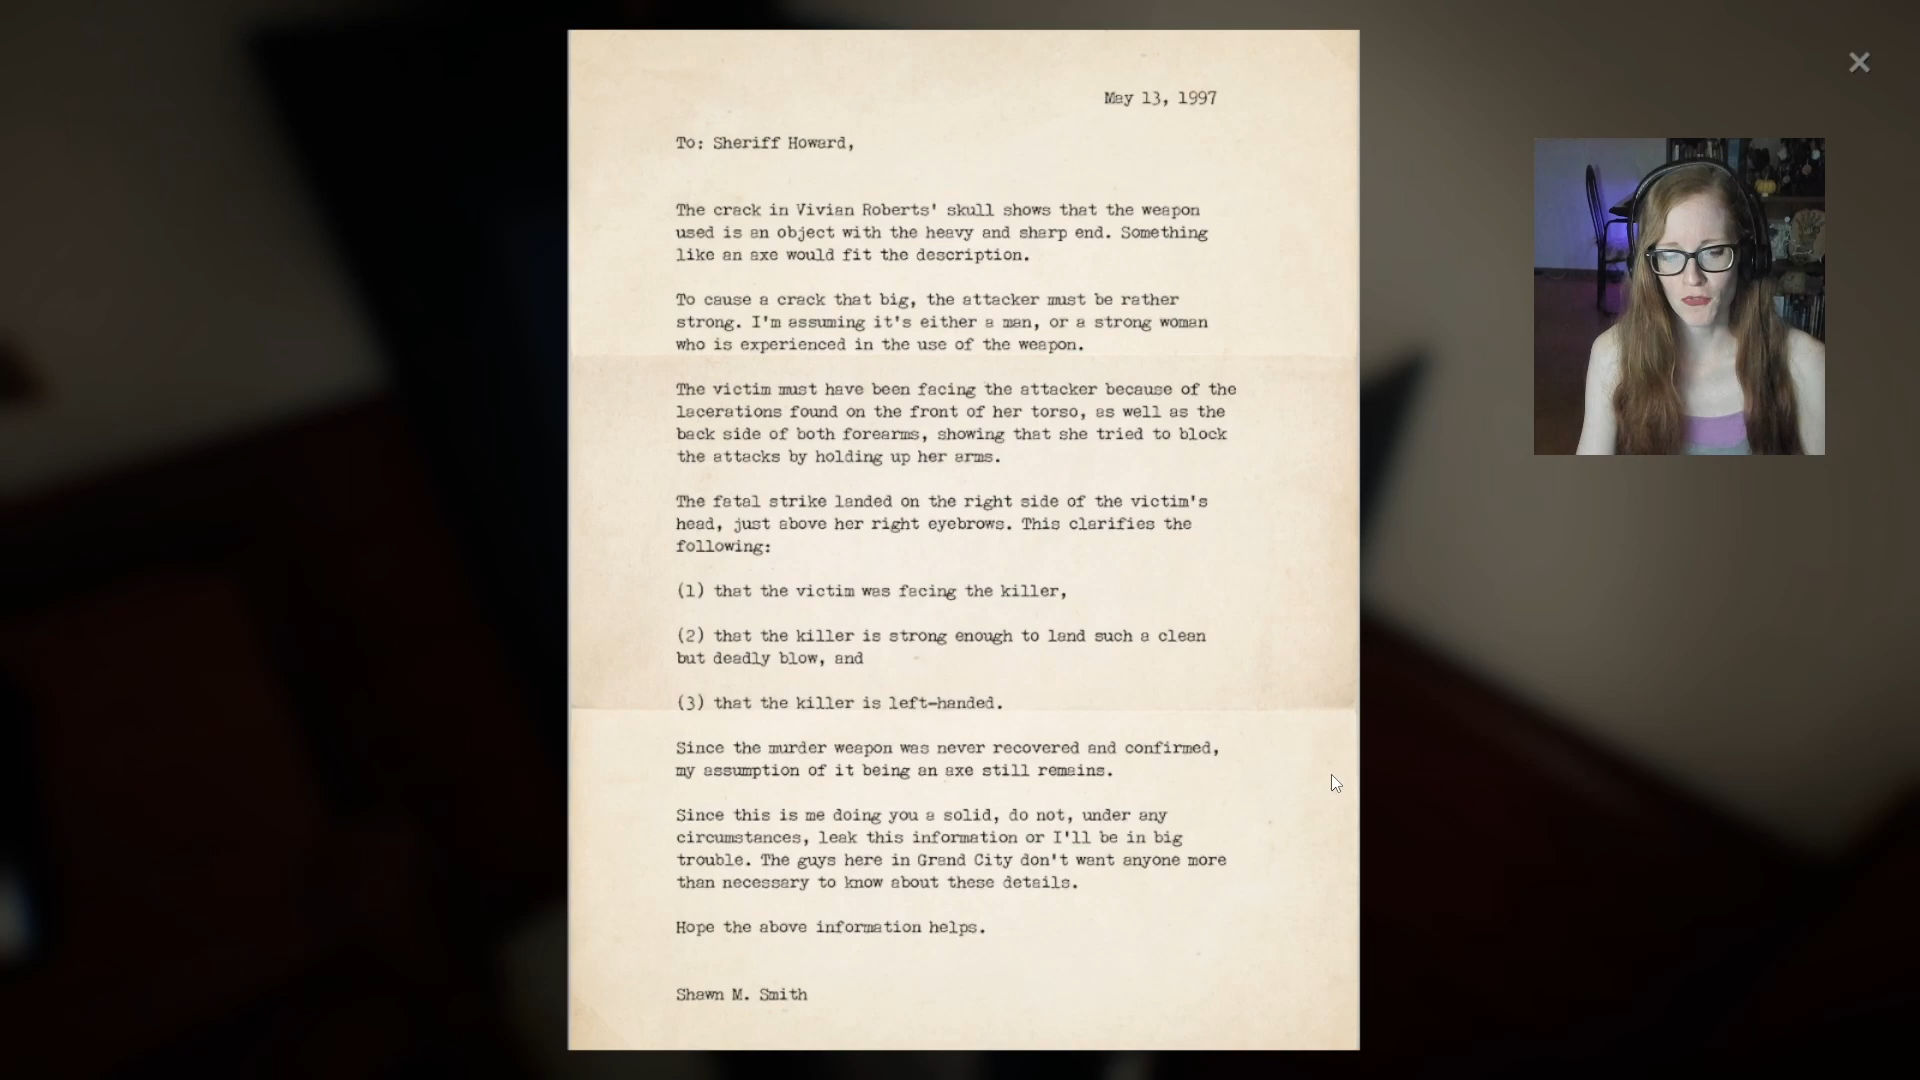 May 13, 1997
To: Sheriff Howard,
The crack in Vivian Roberts' skull shows that the weapon
used is an object with the heavy and sharp end. Something
like an axe would fit the description.
To cause a crack that big, the attacker must be rather
strong. I'm assuming it's either a man, or a strong woman
who is experienced in the use of the weapon.
The victim must have been facing the attacker because of the
lacerations found on the front of her torso, as well as the
back side of both forearms, showing that she tried to block
the attacks by holding up her arms.
The fatal strike landed on the right side of the victim's
head, just above her right eyebrows. This clarifies the
following:
(1) that the victim was facing the killer,
(2) that the killer is strong enough to land such a clean
but deadly blow, and
(3) that the killer is left-handed.
Since the murder weapon was never recovered and confirmed,
my assumption of it being an axe still remains.
Since this is me doing you a solid, do not, under any
circumstances, leak this information or I'll be in big
trouble. The guys here in Grand City don't want anyone more
than necessary to know about these details.
Hope the above information helps.
Shawn M. Smith